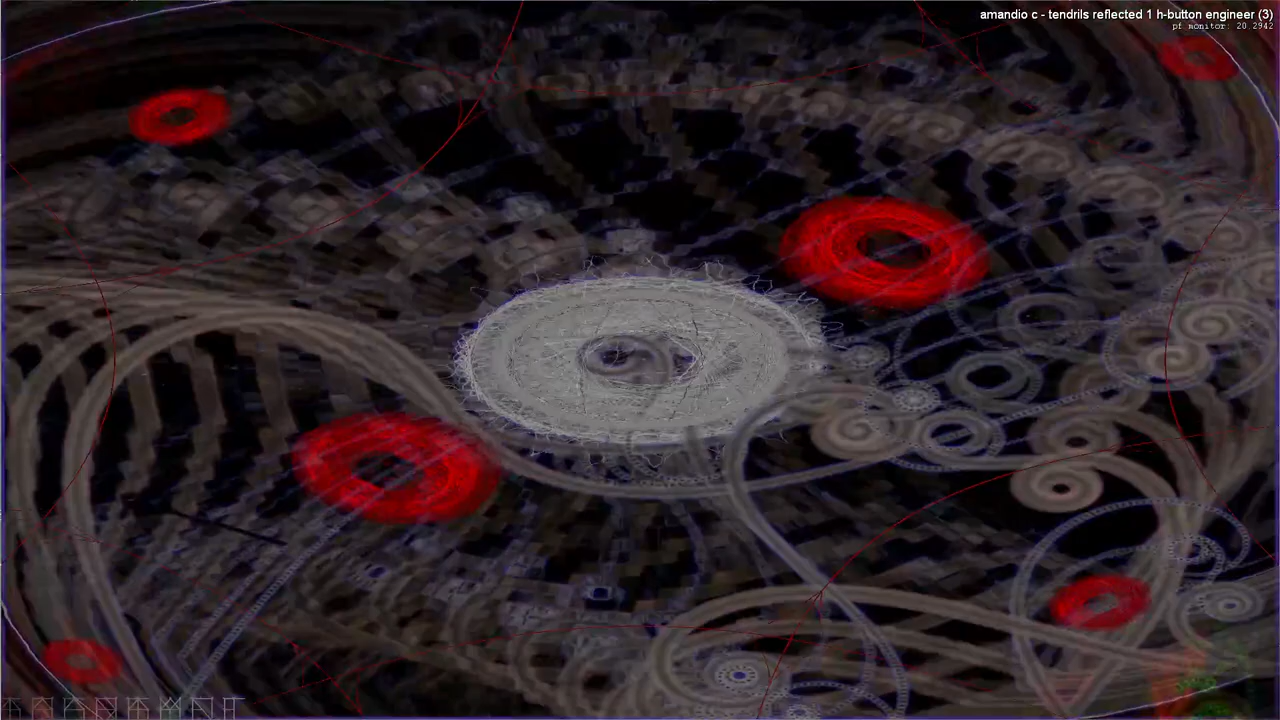 amandio c - tendrils reflected 1 h-button engineer (3)
pf monitor: 20.2942